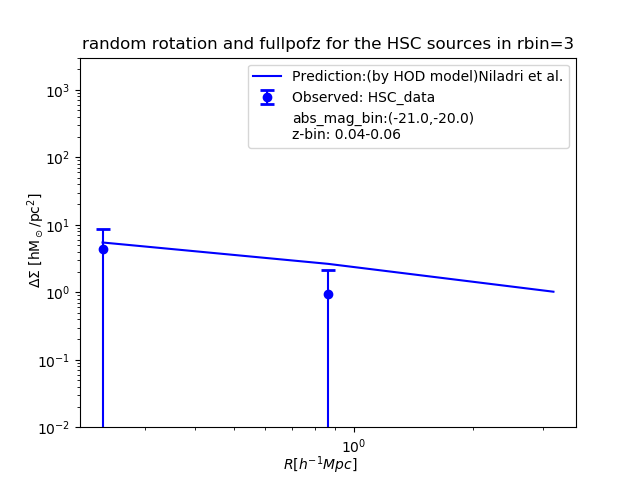 random rotation and fullpofz for the HSC sources in rbin=3
Prediction:(by HOD model)Niladri et al.
Observed: HSC_data
abs_mag_bin:(-21.0,-20.0)
z-bin: 0.04-0.06
10³
10²
10¹
10⁰
10⁻¹
10⁻²
ΔΣ [hM⊙/pc²]
10⁰
R[h⁻¹Mpc]